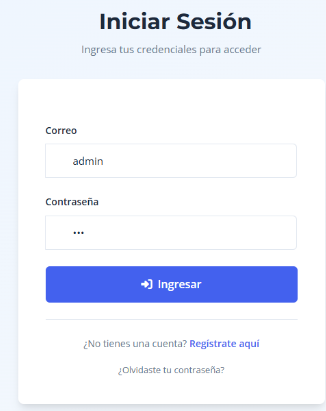 Iniciar Sesión
Ingresa tus credenciales para acceder
Correo
admin
Contraseña
•••
Ingresar
¿No tienes una cuenta? Regístrate aquí
¿Olvidaste tu contraseña?